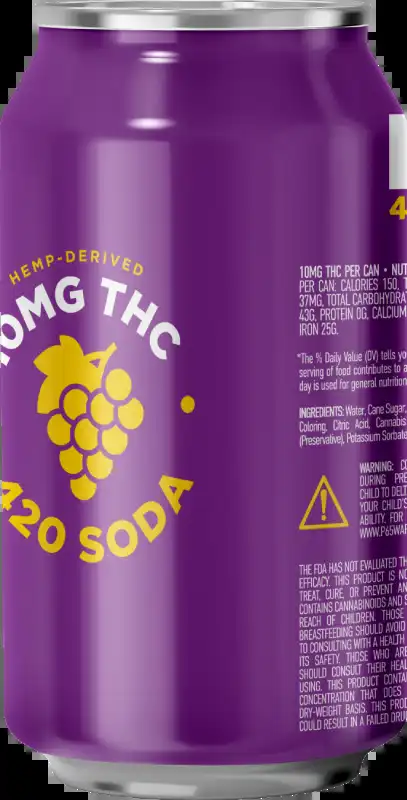 HEMP-DERIVED
10MG THC
420 SODA
4
10MG THC PER CAN • NUT
PER CAN: CALORIES 150, T
37MG, TOTAL CARBOHYDRA
43G, PROTEIN 0G, CALCIUM
IRON 25G.
*The % Daily Value (DV) tells yo
serving of food contributes to a
day is used for general nutrition
INGREDIENTS: Water, Cane Sugar,
Coloring, Citric Acid, Cannabis
(Preservative), Potassium Sorbate
WARNING: CO
DURING PRE
CHILD TO DELT
YOUR CHILD'S
ABILITY. FOR
WWW.P65WAR
THE FDA HAS NOT EVALUATED TH
EFFICACY. THIS PRODUCT IS NO
TREAT, CURE, OR PREVENT AN
CONTAINS CANNABINOIDS AND S
REACH OF CHILDREN. THOSE
BREASTFEEDING SHOULD AVOID
TO CONSULTING WITH A HEALTH
ITS SAFETY. THOSE WHO ARE
SHOULD CONSULT THEIR HEAL
USING. THIS PRODUCT CONTAI
CONCENTRATION THAT DOES
DRY-WEIGHT BASIS. THIS PROD
COULD RESULT IN A FAILED DRU